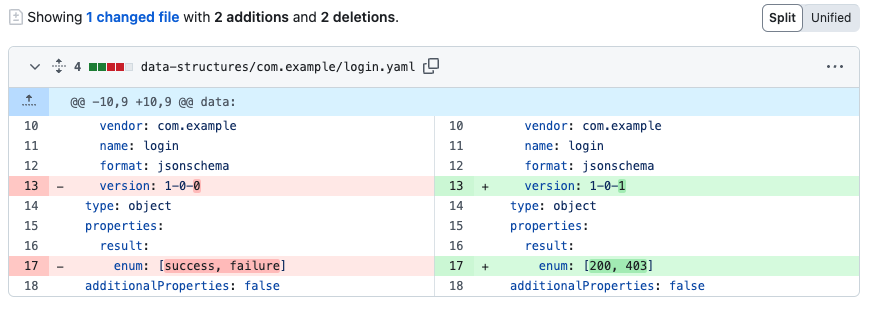 Showing 1 changed file with 2 additions and 2 deletions.
Split Unified
4 data-structures/com.example/login.yaml
@@ -10,9 +10,9 @@ data:
10 vendor: com.example 10 vendor: com.example
11 name: login 11 name: login
12 format: jsonschema 12 format: jsonschema
13 - version: 1-0-0 13 + version: 1-0-1
14 type: object 14 type: object
15 properties: 15 properties:
16 result: 16 result:
17 - enum: [success, failure] 17 + enum: [200, 403]
18 additionalProperties: false 18 additionalProperties: false